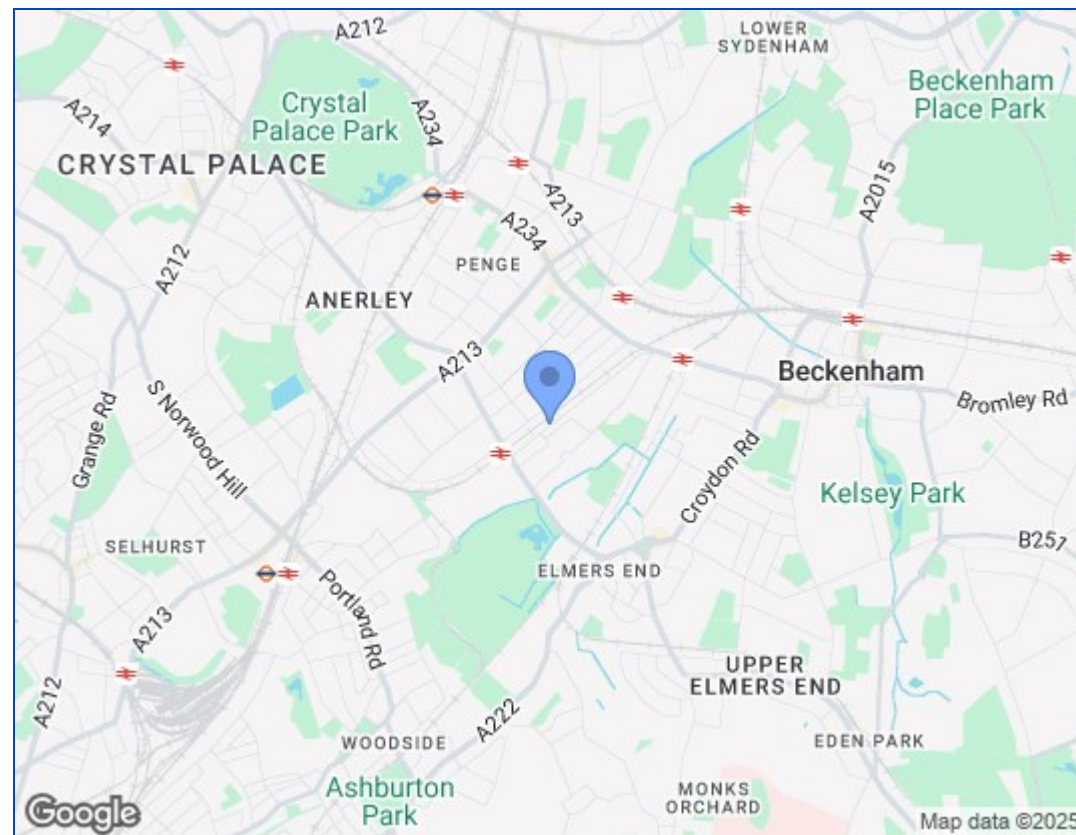 A212
LOWER
SYDENHAM
Beckenham
Place Park
Crystal
Palace Park
A234
A214
CRYSTAL PALACE
A213
A2015
A234
A212
PENGE
ANERLEY
A213
Beckenham
Bromley Rd
Grange Rd
S Norwood Hill
Croydon Rd
Kelsey Park
SELHURST
B251
ELMERS END
Portland Rd
A213
UPPER
ELMERS END
A212
A222
WOODSIDE
EDEN PARK
Ashburton
Park
MONKS
ORCHARD
Google
Map data ©2025